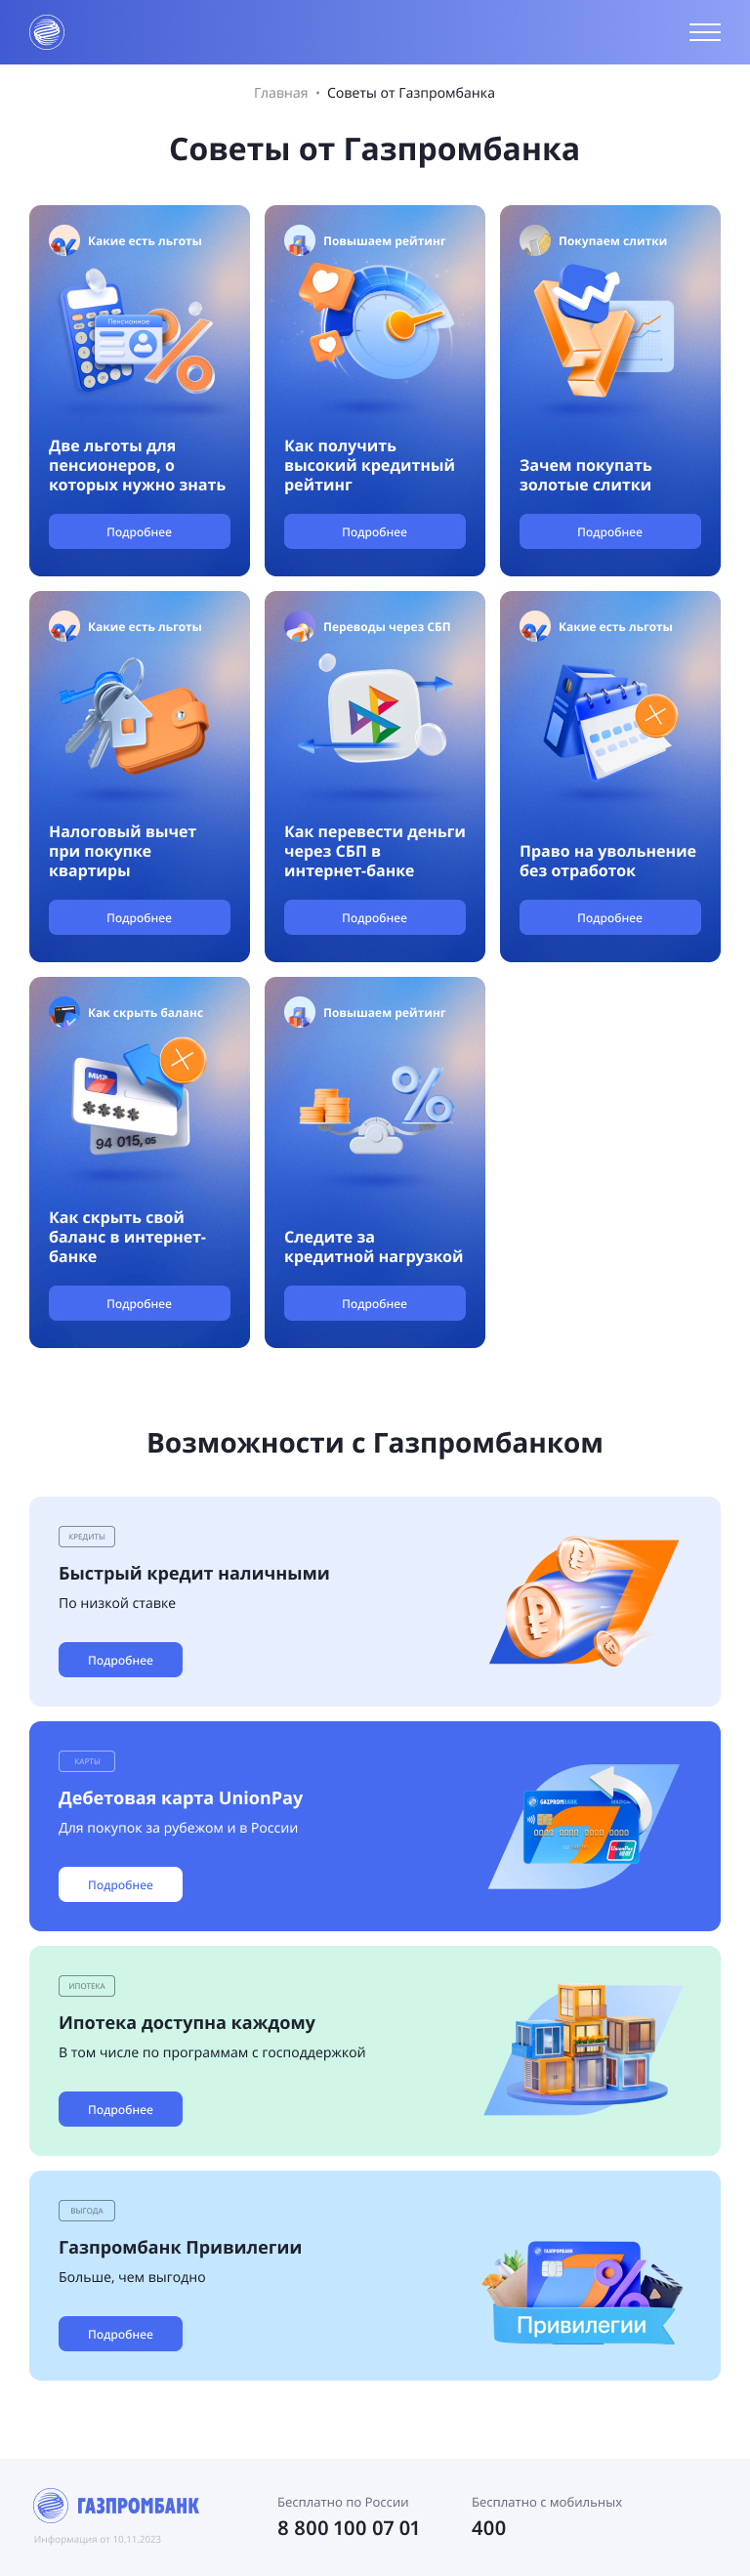 Главная • Советы от Газпромбанка
Советы от Газпромбанка
Какие есть льготы
Пенсионное
Две льготы для
пенсионеров, о
которых нужно знать
Подробнее
Повышаем рейтинг
Как получить
высокий кредитный
рейтинг
Подробнее
Покупаем слитки
Зачем покупать
золотые слитки
Подробнее
Какие есть льготы
Налоговый вычет
при покупке
квартиры
Подробнее
Переводы через СБП
Как перевести деньги
через СБП в
интернет-банке
Подробнее
Какие есть льготы
Право на увольнение
без отработок
Подробнее
Как скрыть баланс
МИР
****
94 015,05
Как скрыть свой
баланс в интернет-
банке
Подробнее
Повышаем рейтинг
%
Следите за
кредитной нагрузкой
Подробнее
Возможности с Газпромбанком
КРЕДИТЫ
Быстрый кредит наличными
По низкой ставке
Подробнее
КАРТЫ
Дебетовая карта UnionPay
Для покупок за рубежом и в России
Подробнее
GAZPROMBANK
0000 0000 0000 0000
UnionPay
ИПОТЕКА
Ипотека доступна каждому
В том числе по программам с господдержкой
Подробнее
ВЫГОДА
Газпромбанк Привилегии
Больше, чем выгодно
Подробнее
ГАЗПРОМБАНК
%
Привилегии
ГАЗПРОМБАНК
Информация от 10.11.2023
Бесплатно по России
8 800 100 07 01
Бесплатно с мобильных
400